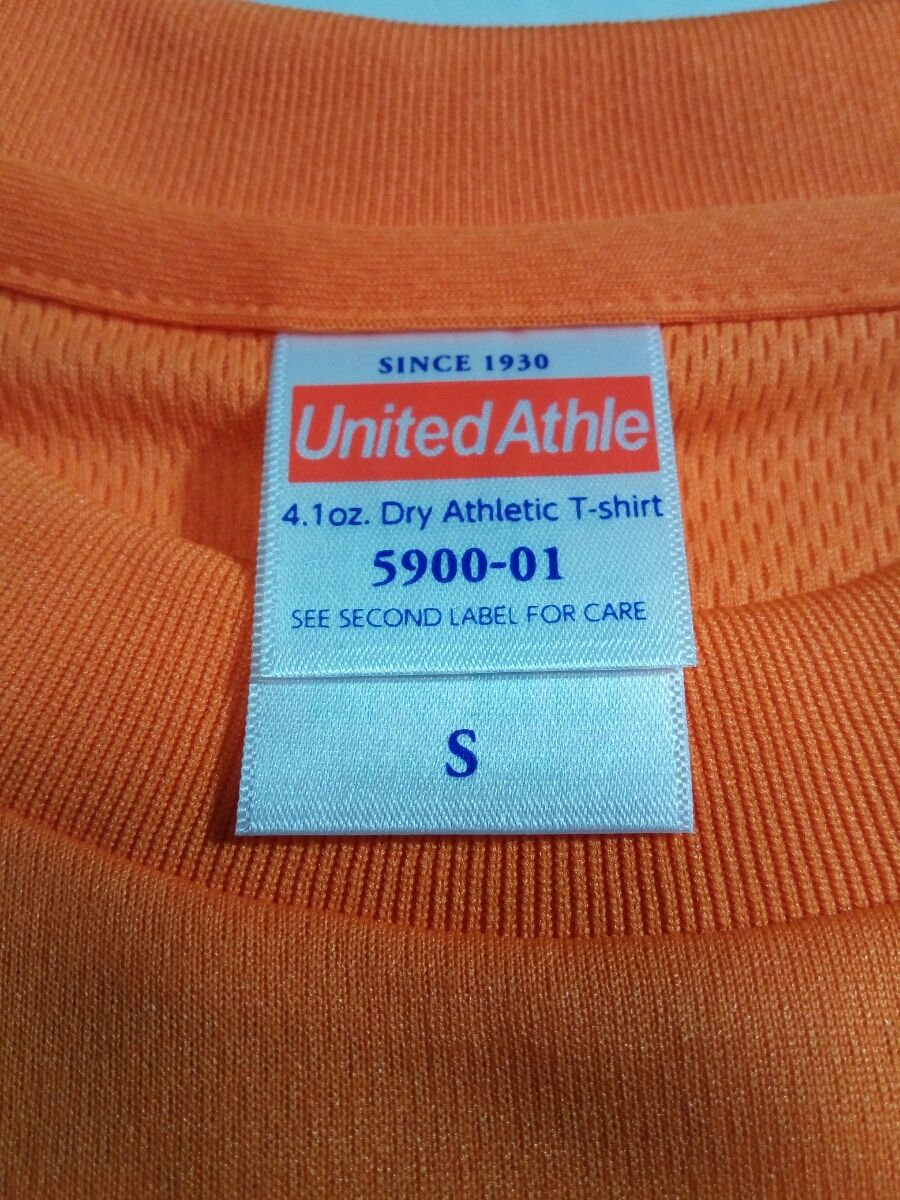 SINCE 1930
United Athle
4.1oz. Dry Athletic T-shirt
5900-01
SEE SECOND LABEL FOR CARE
S